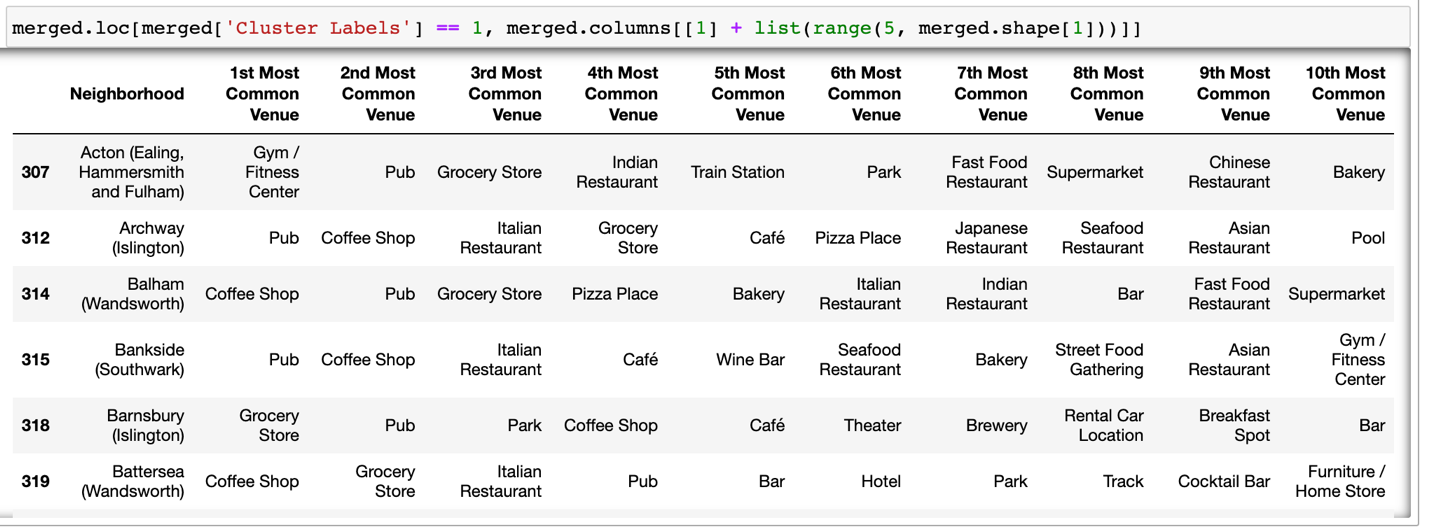 merged.loc[merged['Cluster Labels'] == 1, merged.columns[[1] + list(range(5, merged.shape[1]))]]
Neighborhood 1st Most Common Venue 2nd Most Common Venue 3rd Most Common Venue 4th Most Common Venue 5th Most Common Venue 6th Most Common Venue 7th Most Common Venue 8th Most Common Venue 9th Most Common Venue 10th Most Common Venue
307 Acton (Ealing, Hammersmith and Fulham) Gym / Fitness Center Pub Grocery Store Indian Restaurant Train Station Park Fast Food Restaurant Supermarket Chinese Restaurant Bakery
312 Archway (Islington) Pub Coffee Shop Italian Restaurant Grocery Store Café Pizza Place Japanese Restaurant Seafood Restaurant Asian Restaurant Pool
314 Balham (Wandsworth) Coffee Shop Pub Grocery Store Pizza Place Bakery Italian Restaurant Indian Restaurant Bar Fast Food Restaurant Supermarket
315 Bankside (Southwark) Pub Coffee Shop Italian Restaurant Café Wine Bar Seafood Restaurant Bakery Street Food Gathering Asian Restaurant Gym / Fitness Center
318 Barnsbury (Islington) Grocery Store Pub Park Coffee Shop Café Theater Brewery Rental Car Location Breakfast Spot Bar
319 Battersea (Wandsworth) Coffee Shop Grocery Store Italian Restaurant Pub Bar Hotel Park Track Cocktail Bar Furniture / Home Store